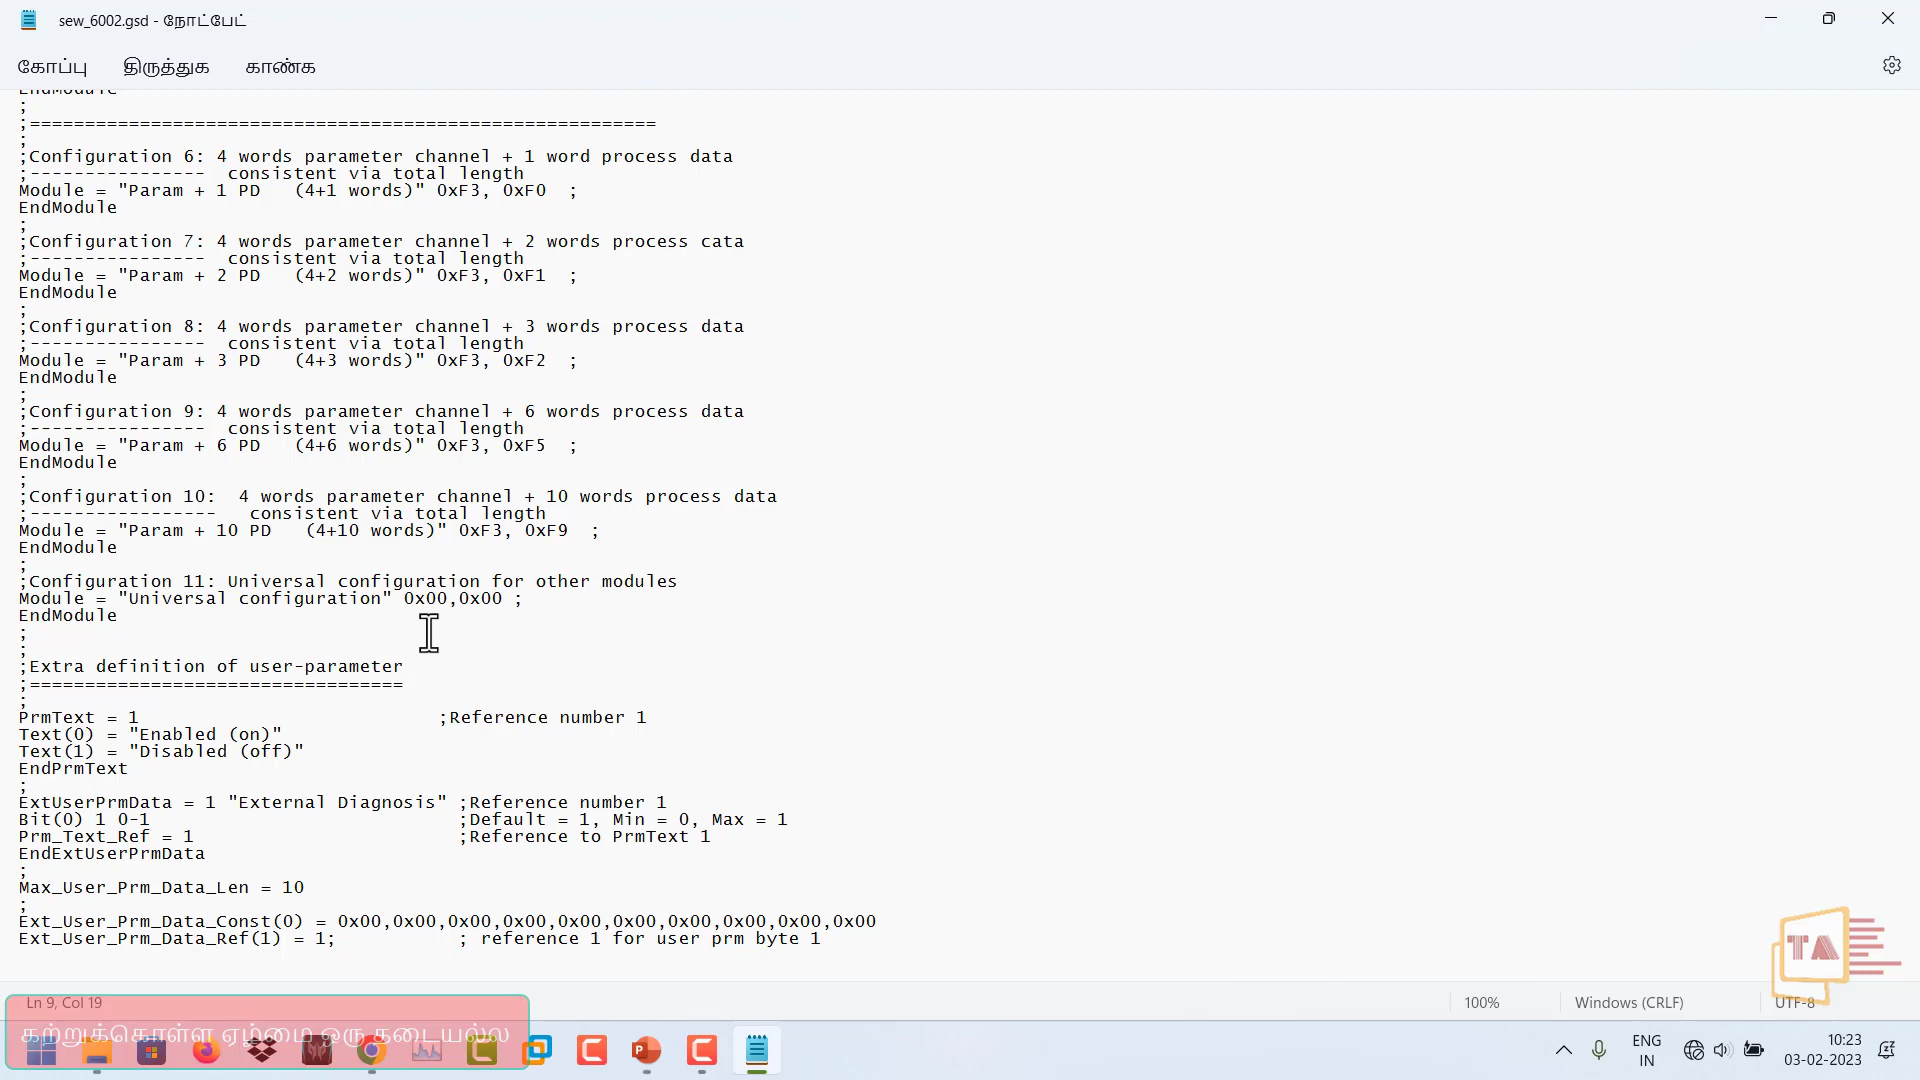 sew_6002.gsd - நோட்பேட்
கோப்பு திருத்துக காண்க
EndModule
;
;=========================================================
;
;Configuration 6: 4 words parameter channel + 1 word process data
;---------------- consistent via total length
Module = "Param + 1 PD (4+1 words)" 0xF3, 0xF0 ;
EndModule
;
;Configuration 7: 4 words parameter channel + 2 words process cata
;---------------- consistent via total length
Module = "Param + 2 PD (4+2 words)" 0xF3, 0xF1 ;
EndModule
;
;Configuration 8: 4 words parameter channel + 3 words process data
;---------------- consistent via total length
Module = "Param + 3 PD (4+3 words)" 0xF3, 0xF2 ;
EndModule
;
;Configuration 9: 4 words parameter channel + 6 words process data
;---------------- consistent via total length
Module = "Param + 6 PD (4+6 words)" 0xF3, 0xF5 ;
EndModule
;
;Configuration 10: 4 words parameter channel + 10 words process data
;----------------- consistent via total length
Module = "Param + 10 PD (4+10 words)" 0xF3, 0xF9 ;
EndModule
;
;Configuration 11: Universal configuration for other modules
Module = "Universal configuration" 0x00,0x00 ;
EndModule
;
;
;Extra definition of user-parameter
;==================================
;
PrmText = 1 ;Reference number 1
Text(0) = "Enabled (on)"
Text(1) = "Disabled (off)"
EndPrmText
;
ExtUserPrmData = 1 "External Diagnosis" ;Reference number 1
Bit(0) 1 0-1 ;Default = 1, Min = 0, Max = 1
Prm_Text_Ref = 1 ;Reference to PrmText 1
EndExtUserPrmData
;
Max_User_Prm_Data_Len = 10
;
Ext_User_Prm_Data_Const(0) = 0x00,0x00,0x00,0x00,0x00,0x00,0x00,0x00,0x00,0x00
Ext_User_Prm_Data_Ref(1) = 1; ; reference 1 for user prm byte 1
TA
Ln 9, Col 19 100% Windows (CRLF) UTF-8
கற்றுக்கொள்ள ஏழ்மை ஒரு தடையல்ல
ENG
IN
10:23
03-02-2023